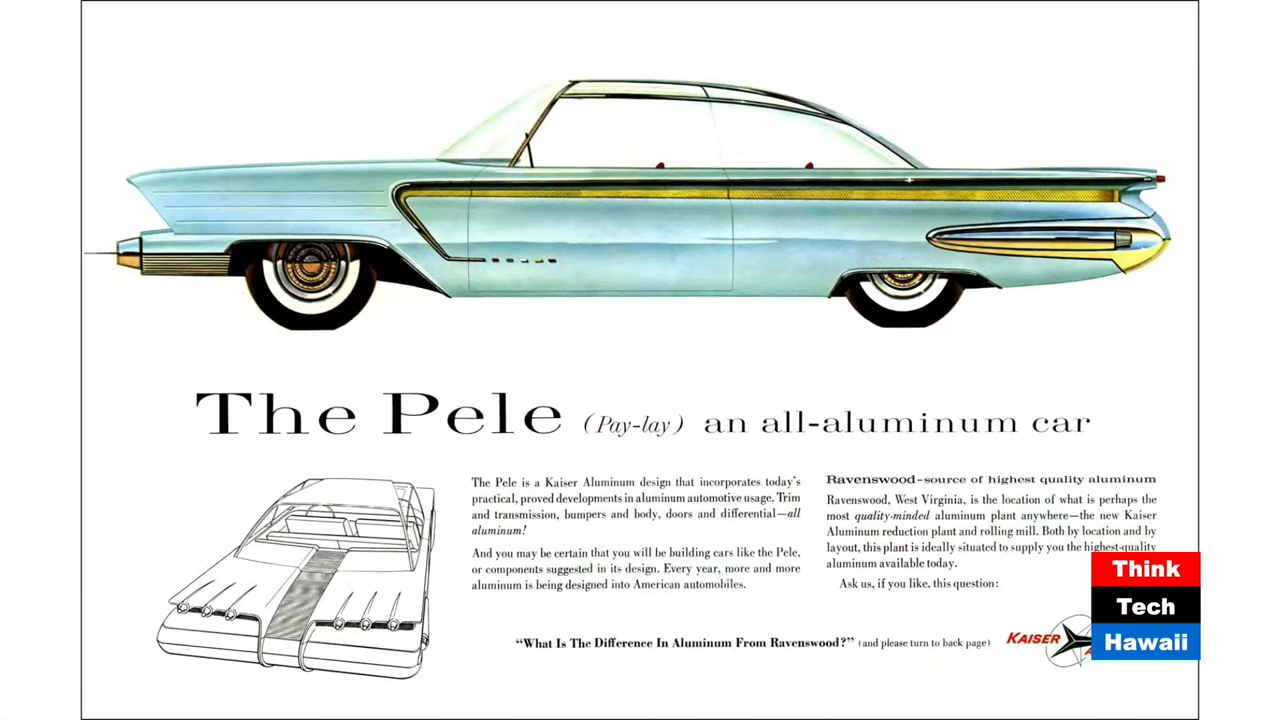 The Pele (Pay-lay) an all-aluminum car
The Pele is a Kaiser Aluminum design that incorporates today's
practical, proved developments in aluminum automotive usage. Trim
and transmission, bumpers and body, doors and differential—all
aluminum!
And you may be certain that you will be building cars like the Pele,
or components suggested in its design. Every year, more and more
aluminum is being designed into American automobiles.
Ravenswood—source of highest quality aluminum
Ravenswood, West Virginia, is the location of what is perhaps the
most quality-minded aluminum plant anywhere—the new Kaiser
Aluminum reduction plant and rolling mill. Both by location and by
layout, this plant is ideally situated to supply you the highest-quality
aluminum available today.
Ask us, if you like, this question:
“What Is The Difference In Aluminum From Ravenswood?” (and please turn to back page)
KAISER
Think
Tech
Hawaii